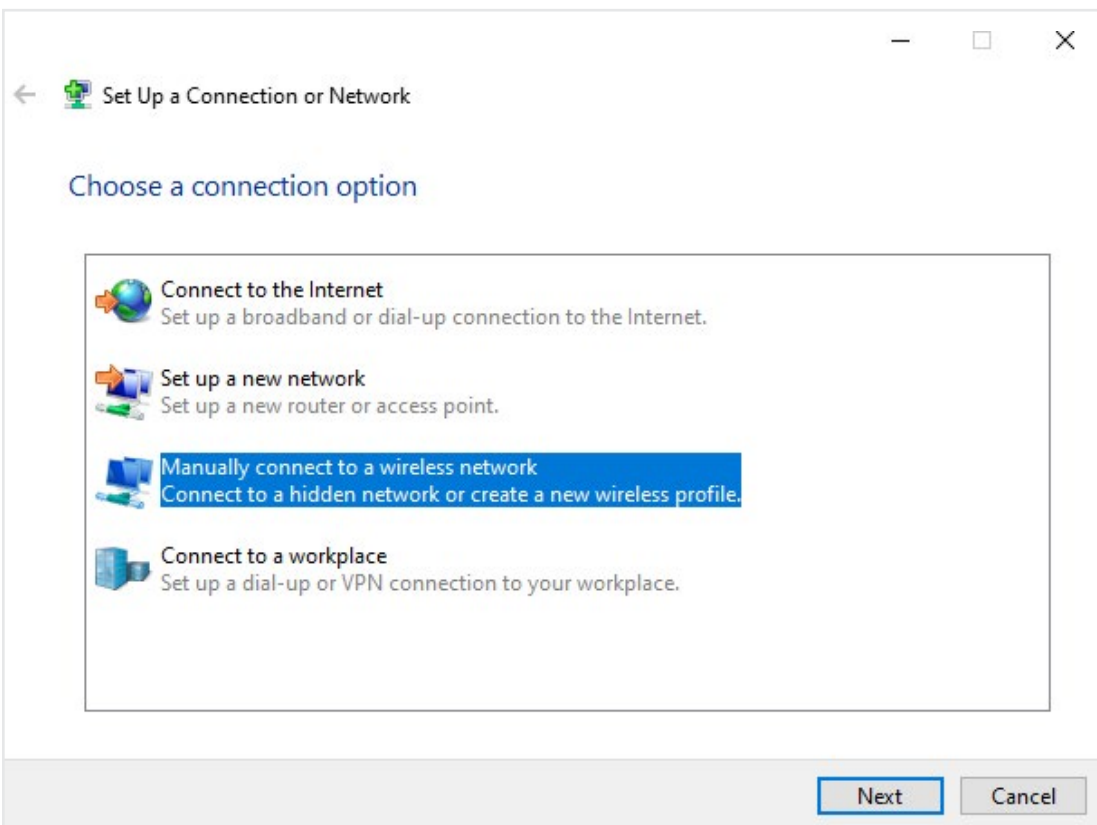 Set Up a Connection or Network
Choose a connection option
Connect to the Internet
Set up a broadband or dial-up connection to the Internet.
Set up a new network
Set up a new router or access point.
Manually connect to a wireless network
Connect to a hidden network or create a new wireless profile.
Connect to a workplace
Set up a dial-up or VPN connection to your workplace.
Next Cancel